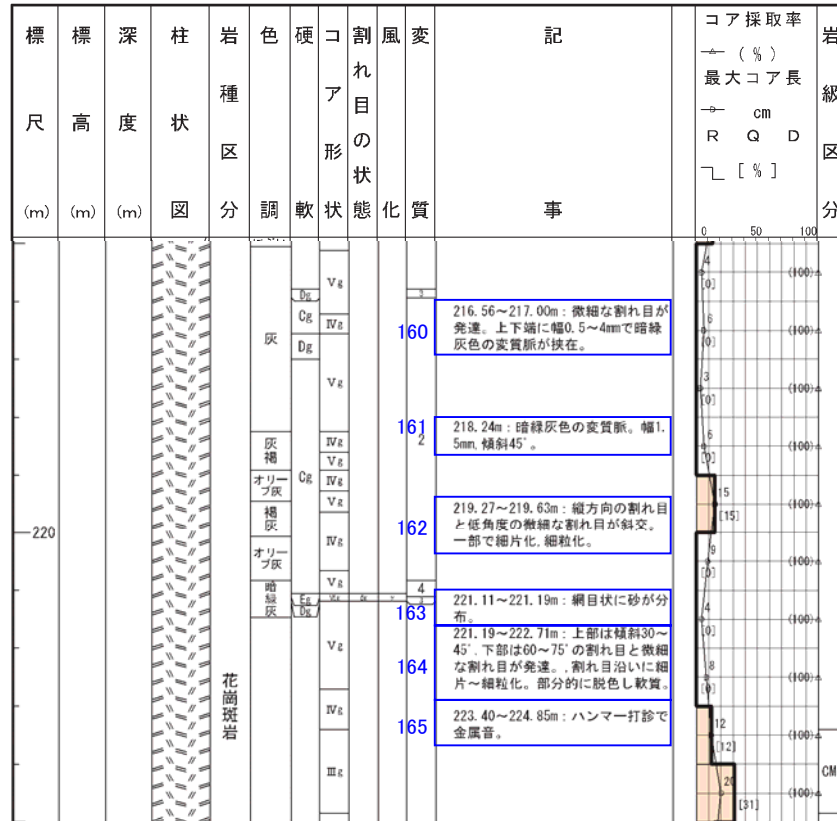 標尺(m)
標高(m)
深度(m)
柱状図
岩種区分
色調
硬軟
コア形状
割れ目の状態
風化
変質
記事
コア採取率
(%)
最大コア長
cm
R Q D
[%]
岩級区分
0 50 100
220
花崗斑岩
灰
灰褐
オリーブ灰
褐灰
オリーブ灰
暗緑灰
Dg
Cg
Dg
Cg
Eg
Dg
Vg
Ⅳg
Vg
Ⅳg
Vg
Ⅳg
Vg
Ⅳg
Vg
Vg
Ⅳg
Ⅲg
3
2
4
3
160
216.56～217.00m：微細な割れ目が
発達。上下端に幅0.5～4mmで暗緑
灰色の変質脈が挟在。
161
218.24m：暗緑灰色の変質脈。幅1.
5mm,傾斜45°。
162
219.27～219.63m：縦方向の割れ目
と低角度の微細な割れ目が斜交。
一部で細片化,細粒化。
163
221.11～221.19m：網目状に砂が分
布。
164
221.19～222.71m：上部は傾斜30～
45°,下部は60～75°の割れ目と微細
な割れ目が発達。,割れ目沿いに細
片～細粒化。部分的に脱色し軟質。
165
223.40～224.85m：ハンマー打診で
金属音。
4 (100)
[0]
6 (100)
[0]
3 (100)
[0]
6 (100)
[0]
15 (100)
[15]
9 (100)
[0]
4 (100)
[0]
8 (100)
[0]
12 (100)
[12]
20 (100)
[31]
CM